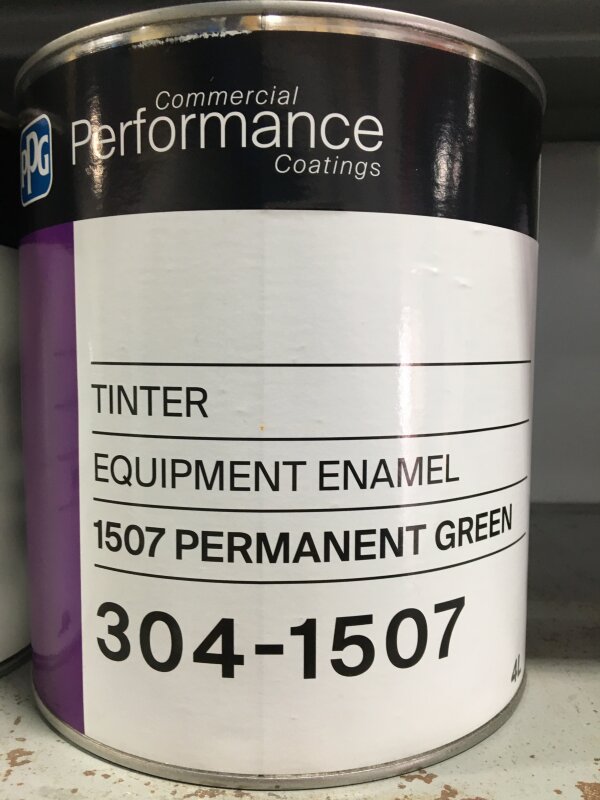 Commercial
PPG Performance
Coatings
TINTER
EQUIPMENT ENAMEL
1507 PERMANENT GREEN
304-1507
4L